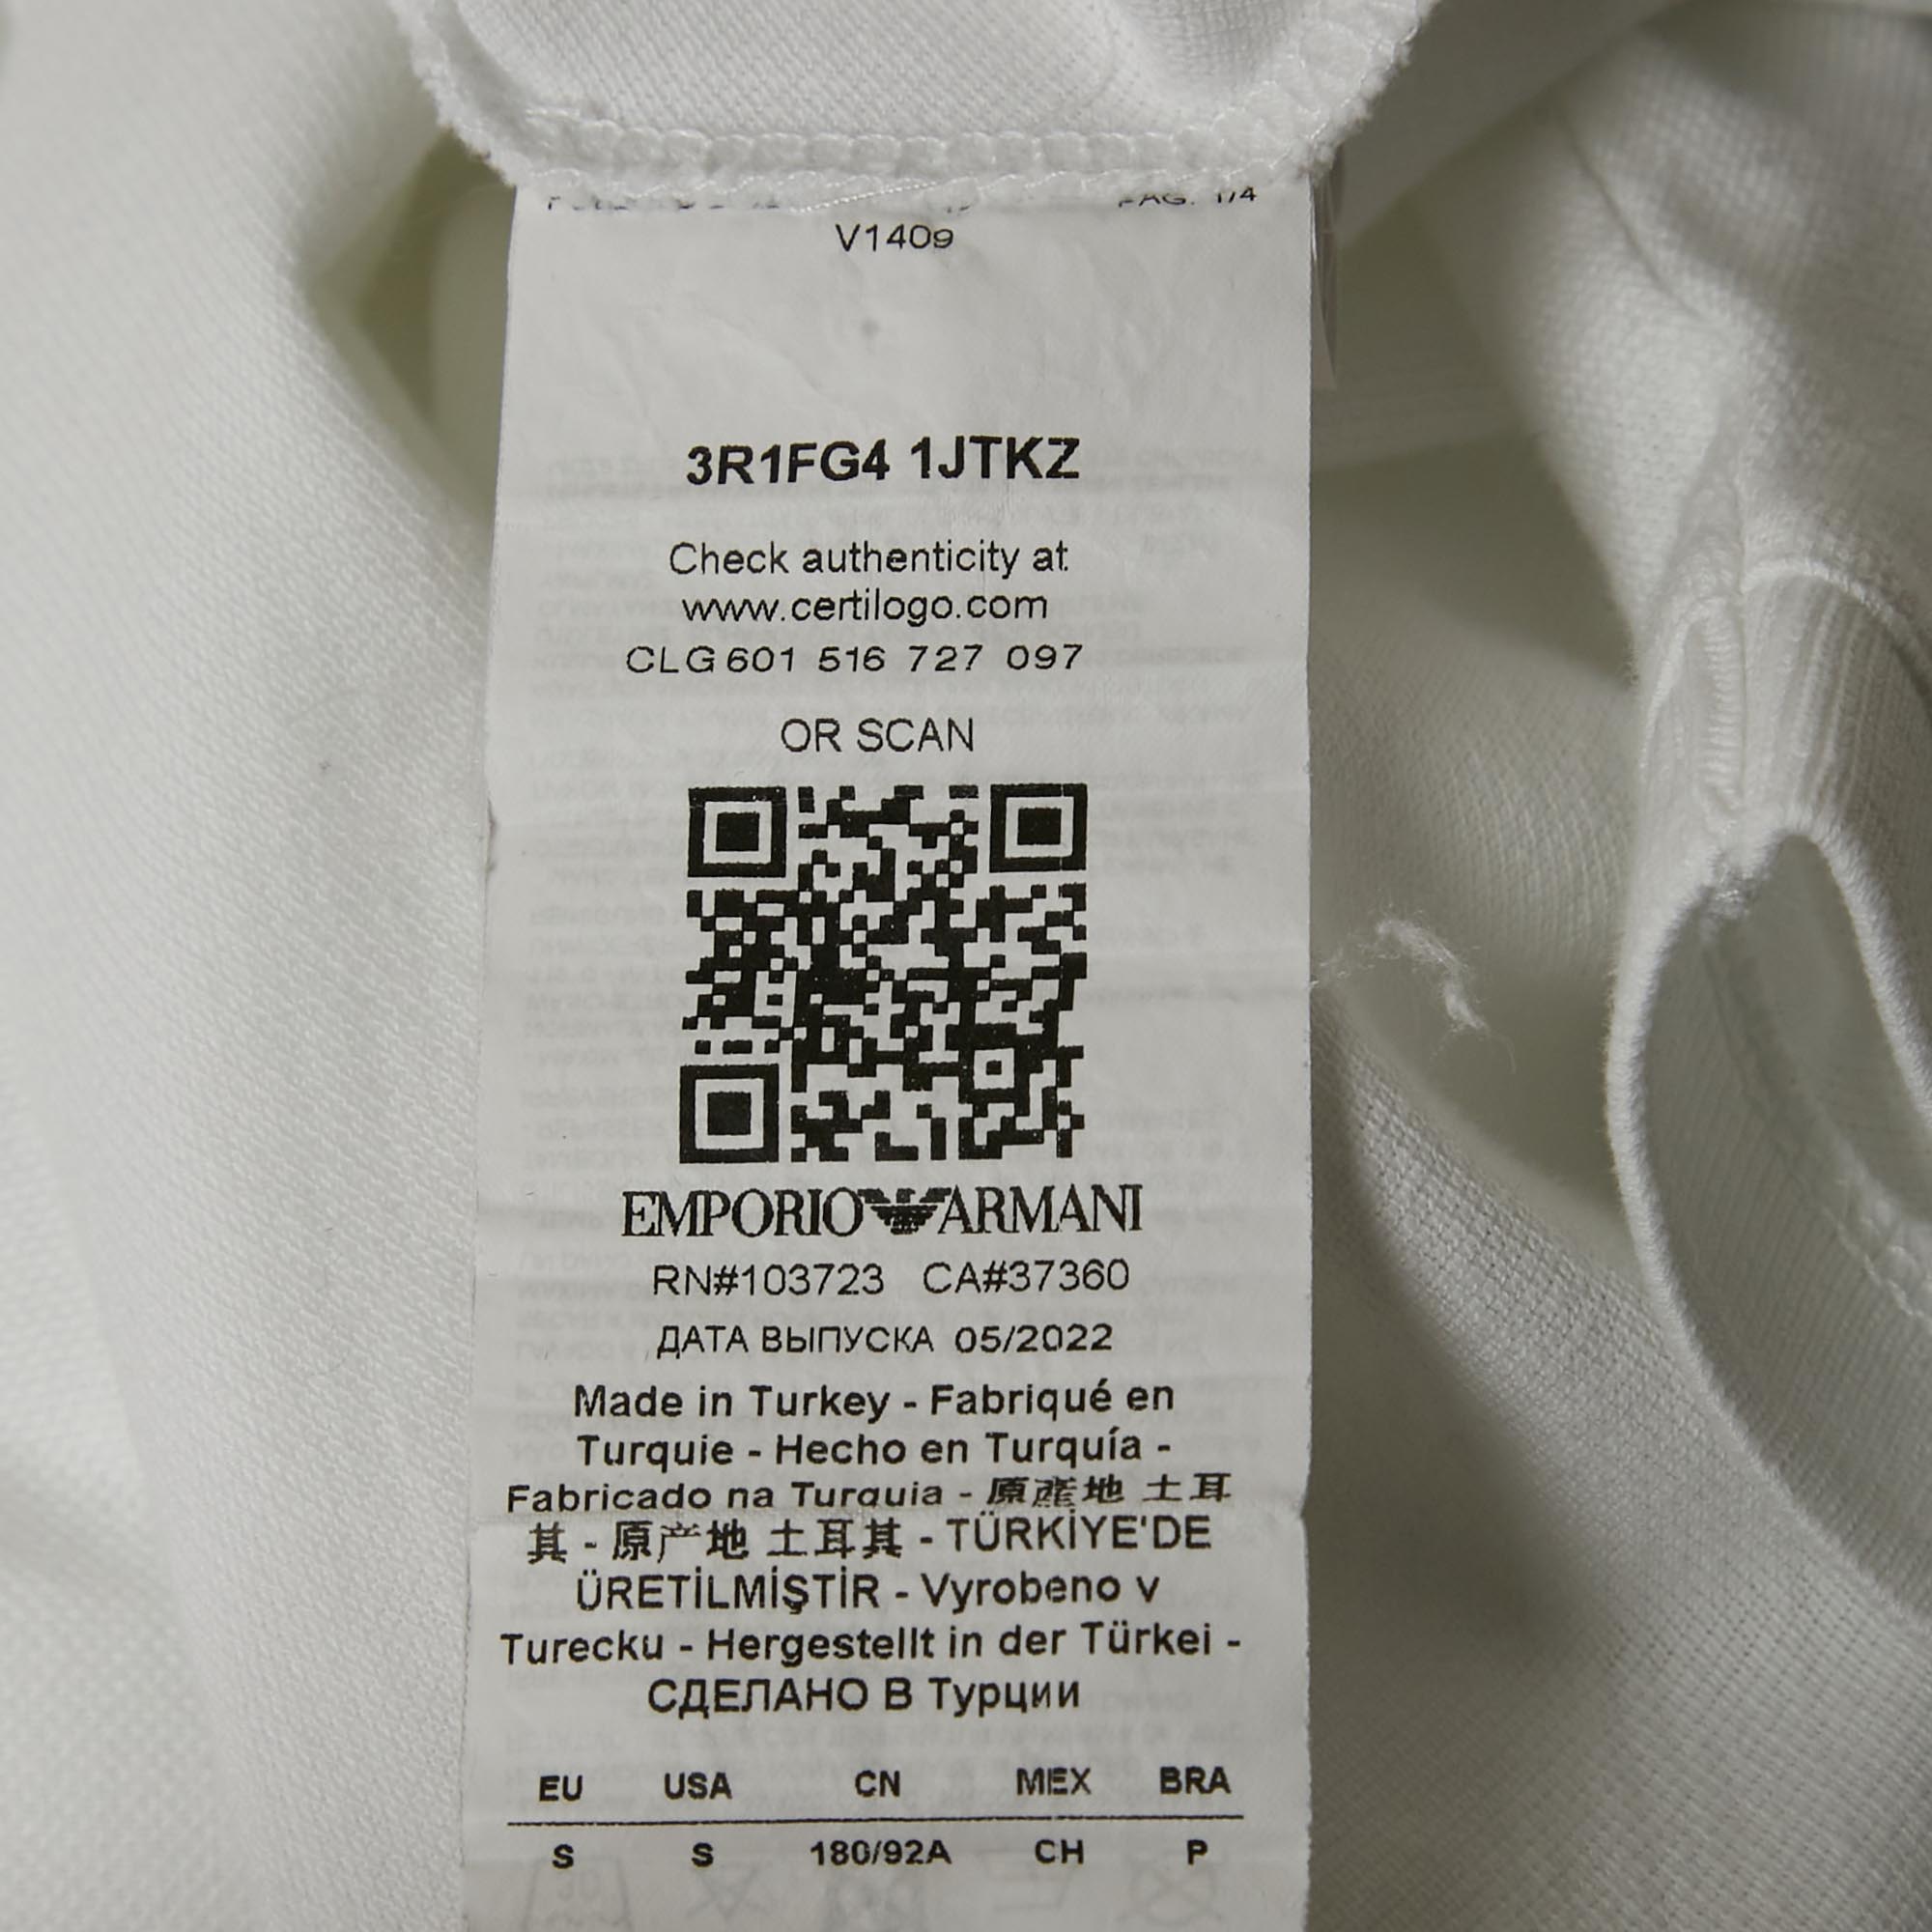 PAG. 1/4
V1409
3R1FG4 1JTKZ
Check authenticity at
www.certilogo.com
CLG 601 516 727 097
OR SCAN
EMPORIO ARMANI
RN#103723 CA#37360
ДАТА ВЫПУСКА 05/2022
Made in Turkey - Fabriqué en
Turquie - Hecho en Turquía -
Fabricado na Turquia - 原產地 土耳
其 - 原产地 土耳其 - TÜRKİYE'DE
ÜRETİLMİŞTİR - Vyrobeno v
Turecku - Hergestellt in der Türkei -
СДЕЛАНО В Турции
EU USA CN MEX BRA
S S 180/92A CH P